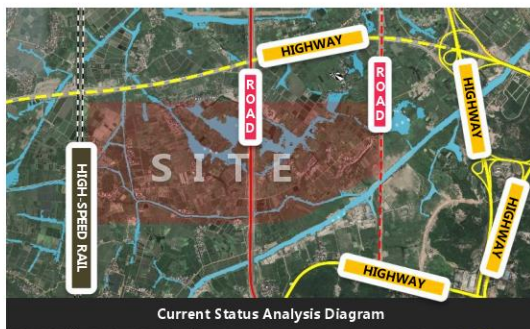 HIGHWAY
ROAD
ROAD
HIGHWAY
SITE
HIGH-SPEED RAIL
HIGHWAY
HIGHWAY
Current Status Analysis Diagram